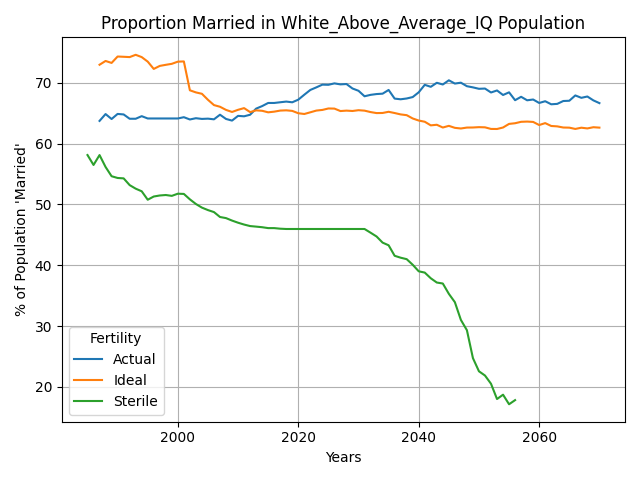 Proportion Married in White_Above_Average_IQ Population
% of Population 'Married'
70
60
50
40
30
20
Fertility
Actual
Ideal
Sterile
2000 2020 2040 2060
Years